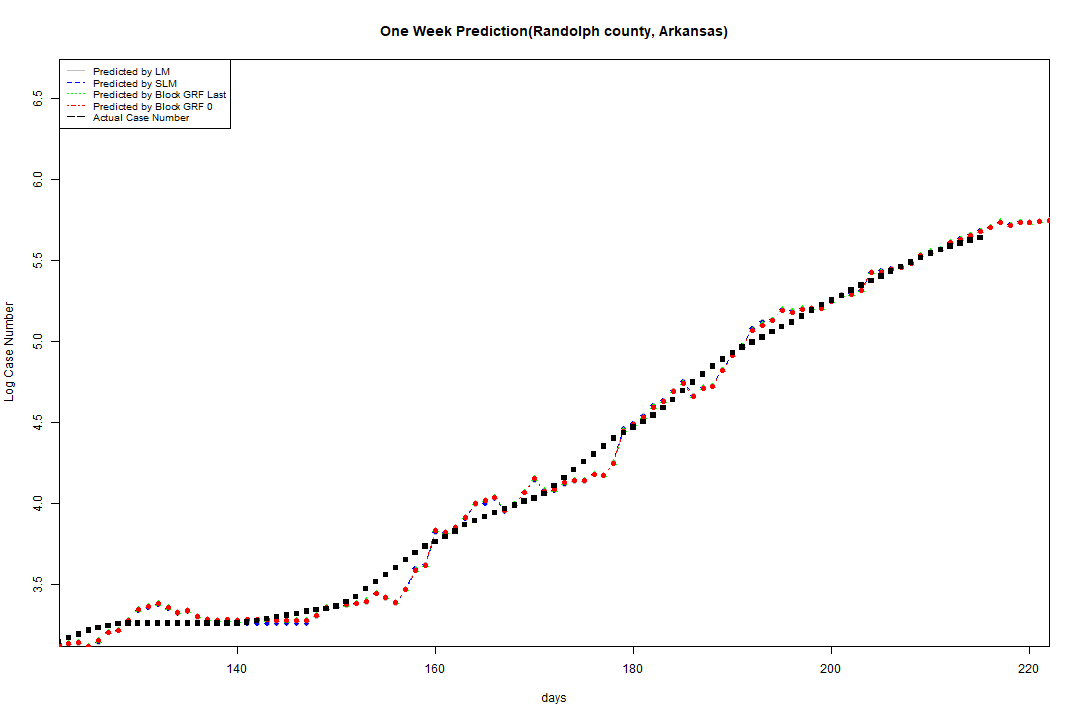 One Week Prediction(Randolph county, Arkansas)
Predicted by LM
Predicted by SLM
Predicted by Block GRF Last
Predicted by Block GRF 0
Actual Case Number
6.5
6.0
5.5
5.0
4.5
4.0
3.5
Log Case Number
140 160 180 200 220
days